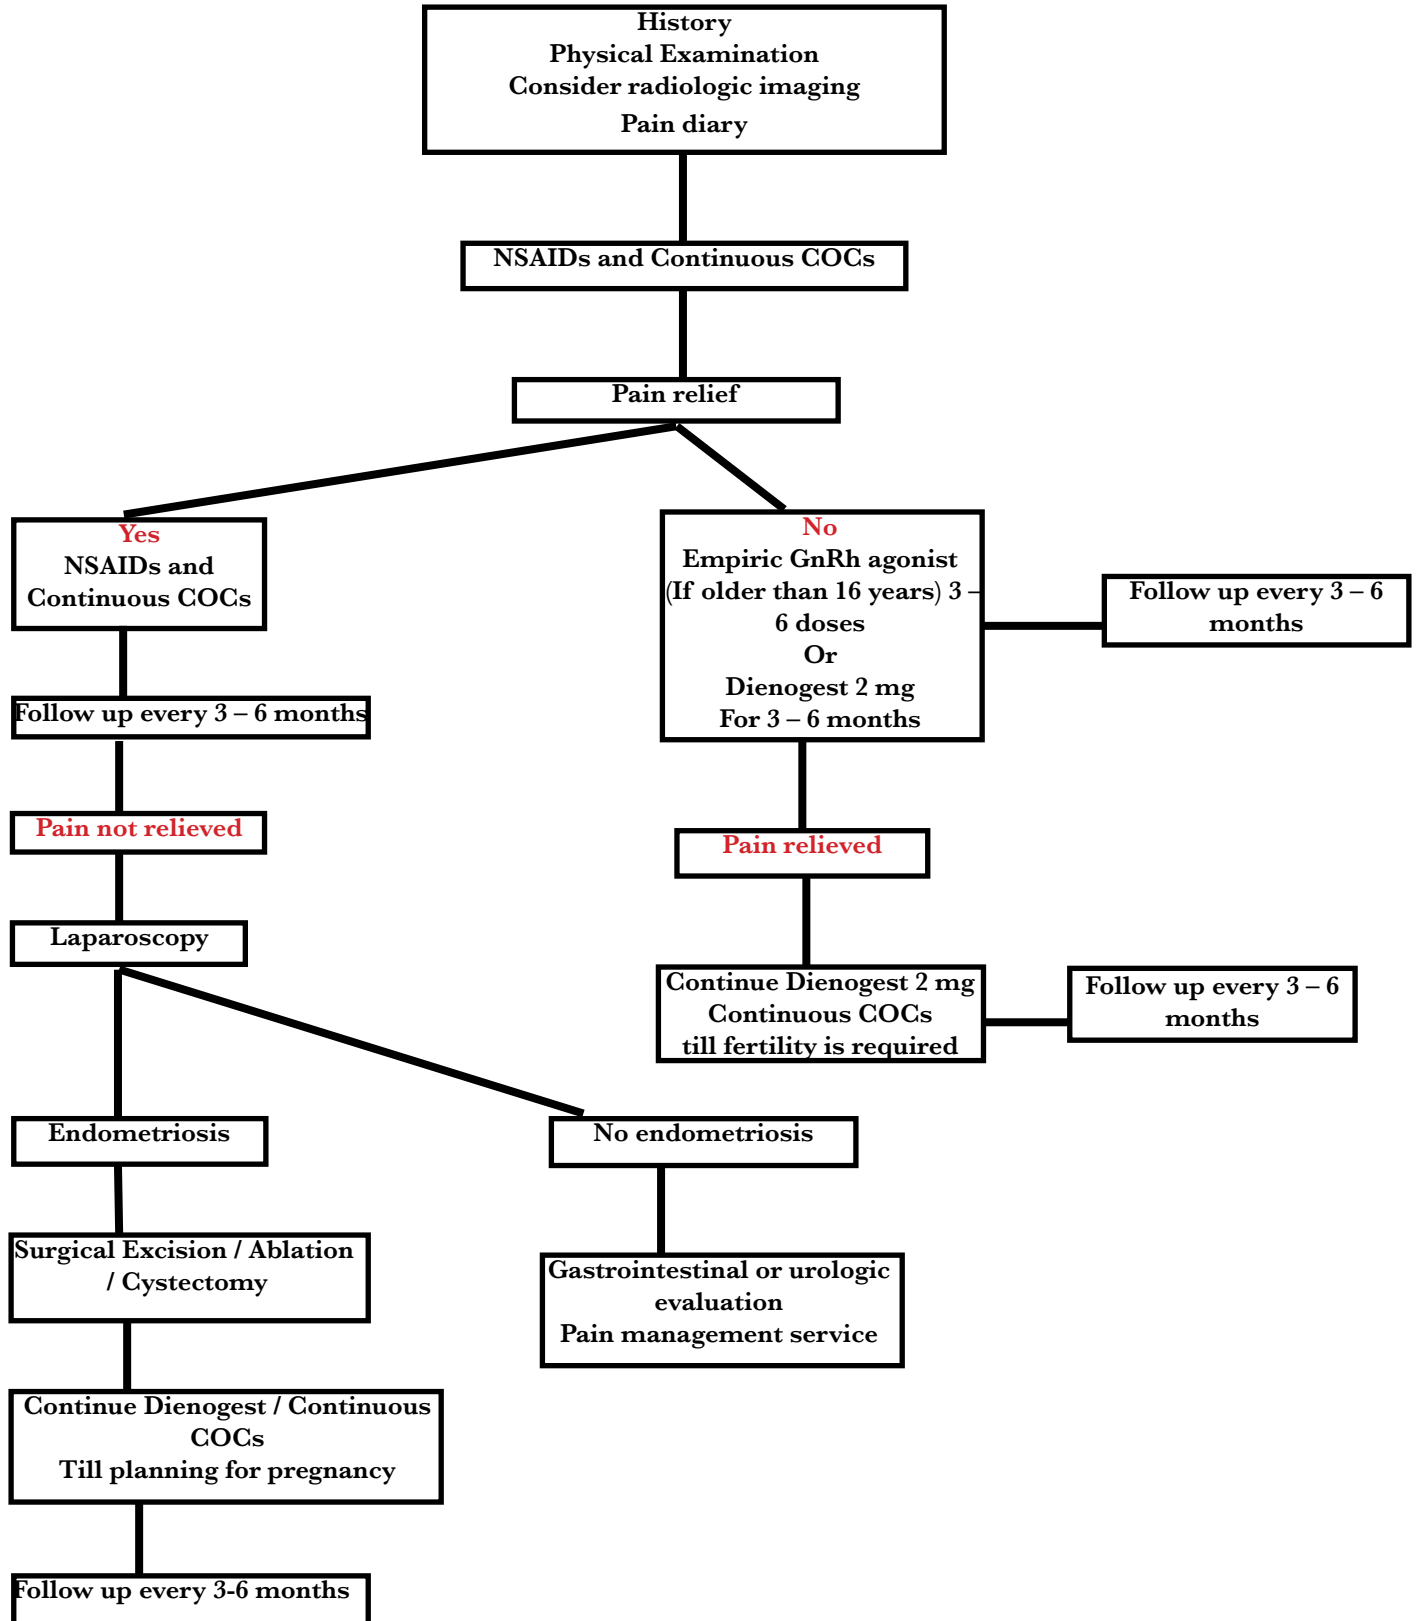 History
Physical Examination
Consider radiologic imaging
Pain diary
NSAIDs and Continuous COCs
Pain relief
Yes
NSAIDs and
Continuous COCs
No
Empiric GnRh agonist
(If older than 16 years) 3 –
6 doses
Or
Dienogest 2 mg
For 3 – 6 months
Follow up every 3 – 6
months
Follow up every 3 – 6 months
Pain not relieved
Pain relieved
Laparoscopy
Continue Dienogest 2 mg
Continuous COCs
till fertility is required
Follow up every 3 – 6
months
Endometriosis
No endometriosis
Surgical Excision / Ablation
/ Cystectomy
Gastrointestinal or urologic
evaluation
Pain management service
Continue Dienogest / Continuous
COCs
Till planning for pregnancy
Follow up every 3-6 months